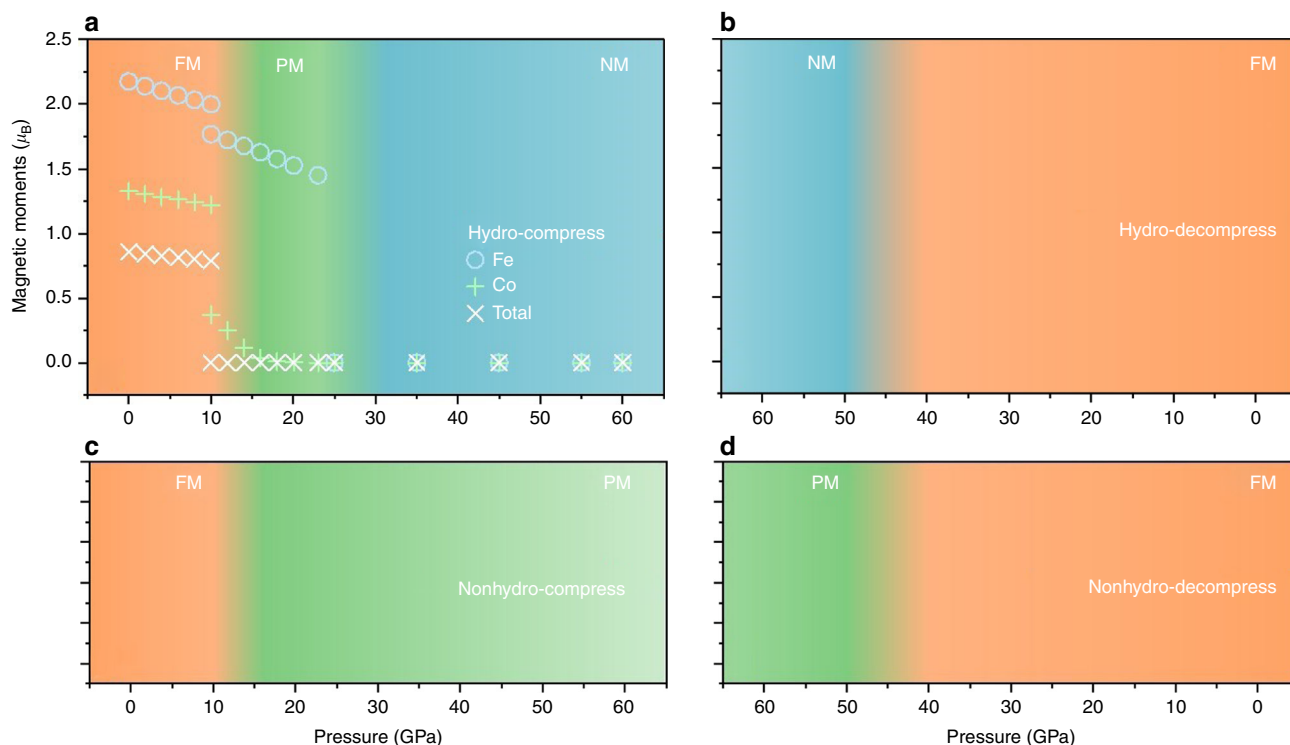 a
b
2.5
2.0
1.5
1.0
0.5
0.0
Magnetic moments (μB)
FM
PM
NM
Hydro-compress
Fe
Co
Total
0
10
20
30
40
50
60
NM
FM
Hydro-decompress
60
50
40
30
20
10
0
c
d
FM
PM
Nonhydro-compress
0
10
20
30
40
50
60
Pressure (GPa)
PM
FM
Nonhydro-decompress
60
50
40
30
20
10
0
Pressure (GPa)